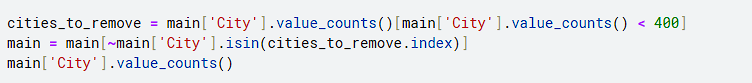 cities_to_remove = main['City'].value_counts()[main['City'].value_counts() < 400]
main = main[~main['City'].isin(cities_to_remove.index)]
main['City'].value_counts()